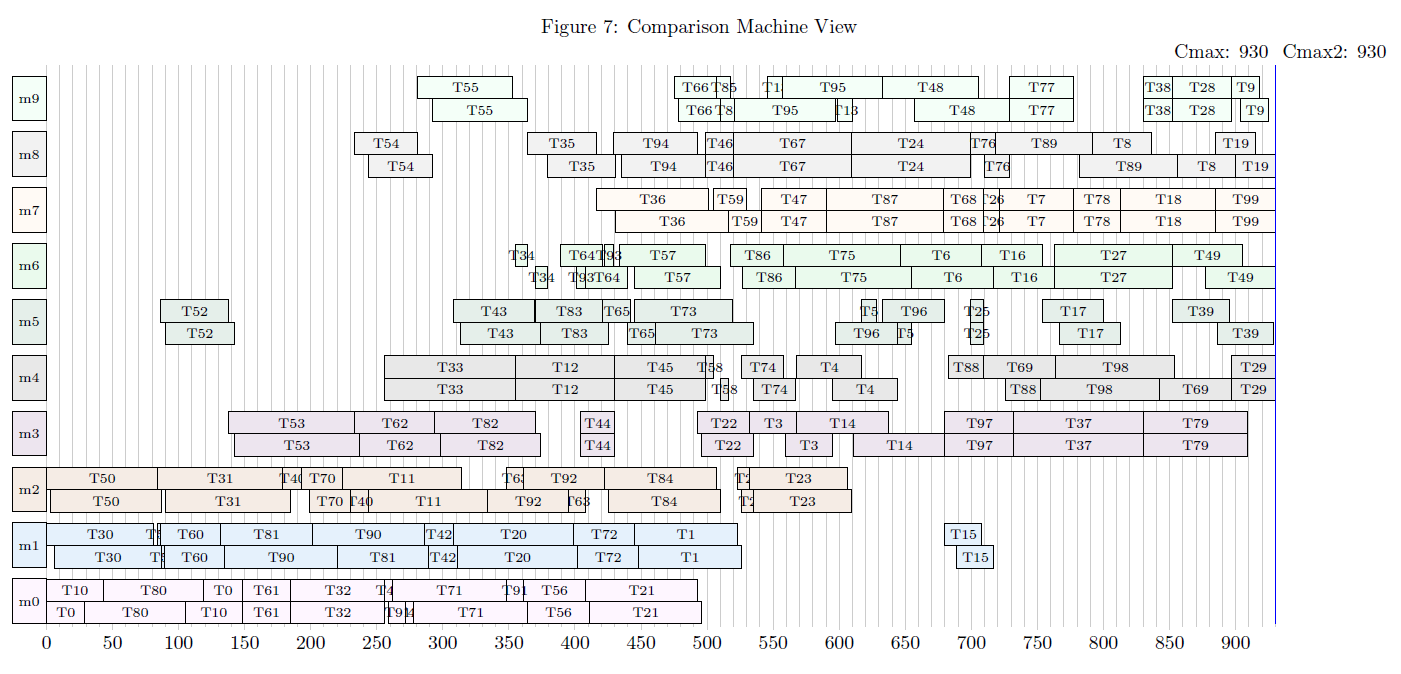 Figure 7: Comparison Machine View
Cmax: 930 Cmax2: 930
m9
T55 T66 T85 T95 T48 T77 T38 T28 T9
T55 T66 T8 T95 T13 T48 T77 T38 T28 T9
m8
T54 T35 T94 T46 T67 T24 T76 T89 T8 T19
T54 T35 T94 T46 T67 T24 T76 T89 T8 T19
m7
T36 T59 T47 T87 T68 T26 T7 T78 T18 T99
T36 T59 T47 T87 T68 T26 T7 T78 T18 T99
m6
T34 T64 T93 T57 T86 T75 T6 T16 T27 T49
T34 T93 T64 T57 T86 T75 T6 T16 T27 T49
m5
T52 T43 T83 T65 T73 T5 T96 T25 T17 T39
T52 T43 T83 T65 T73 T96 T5 T25 T17 T39
m4
T33 T12 T45 T58 T74 T4 T88 T69 T98 T29
T33 T12 T45 T58 T74 T4 T88 T98 T69 T29
m3
T53 T62 T82 T44 T22 T3 T14 T97 T37 T79
T53 T62 T82 T44 T22 T3 T14 T97 T37 T79
m2
T50 T31 T40 T70 T11 T63 T92 T84 T2 T23
T50 T31 T70 T40 T11 T92 T63 T84 T2 T23
m1
T30 T60 T81 T90 T42 T20 T72 T1 T15
T30 T60 T90 T81 T42 T20 T72 T1 T15
m0
T10 T80 T0 T61 T32 T4 T71 T91 T56 T21
T0 T80 T10 T61 T32 T9 T71 T56 T21
0 50 100 150 200 250 300 350 400 450 500 550 600 650 700 750 800 850 900